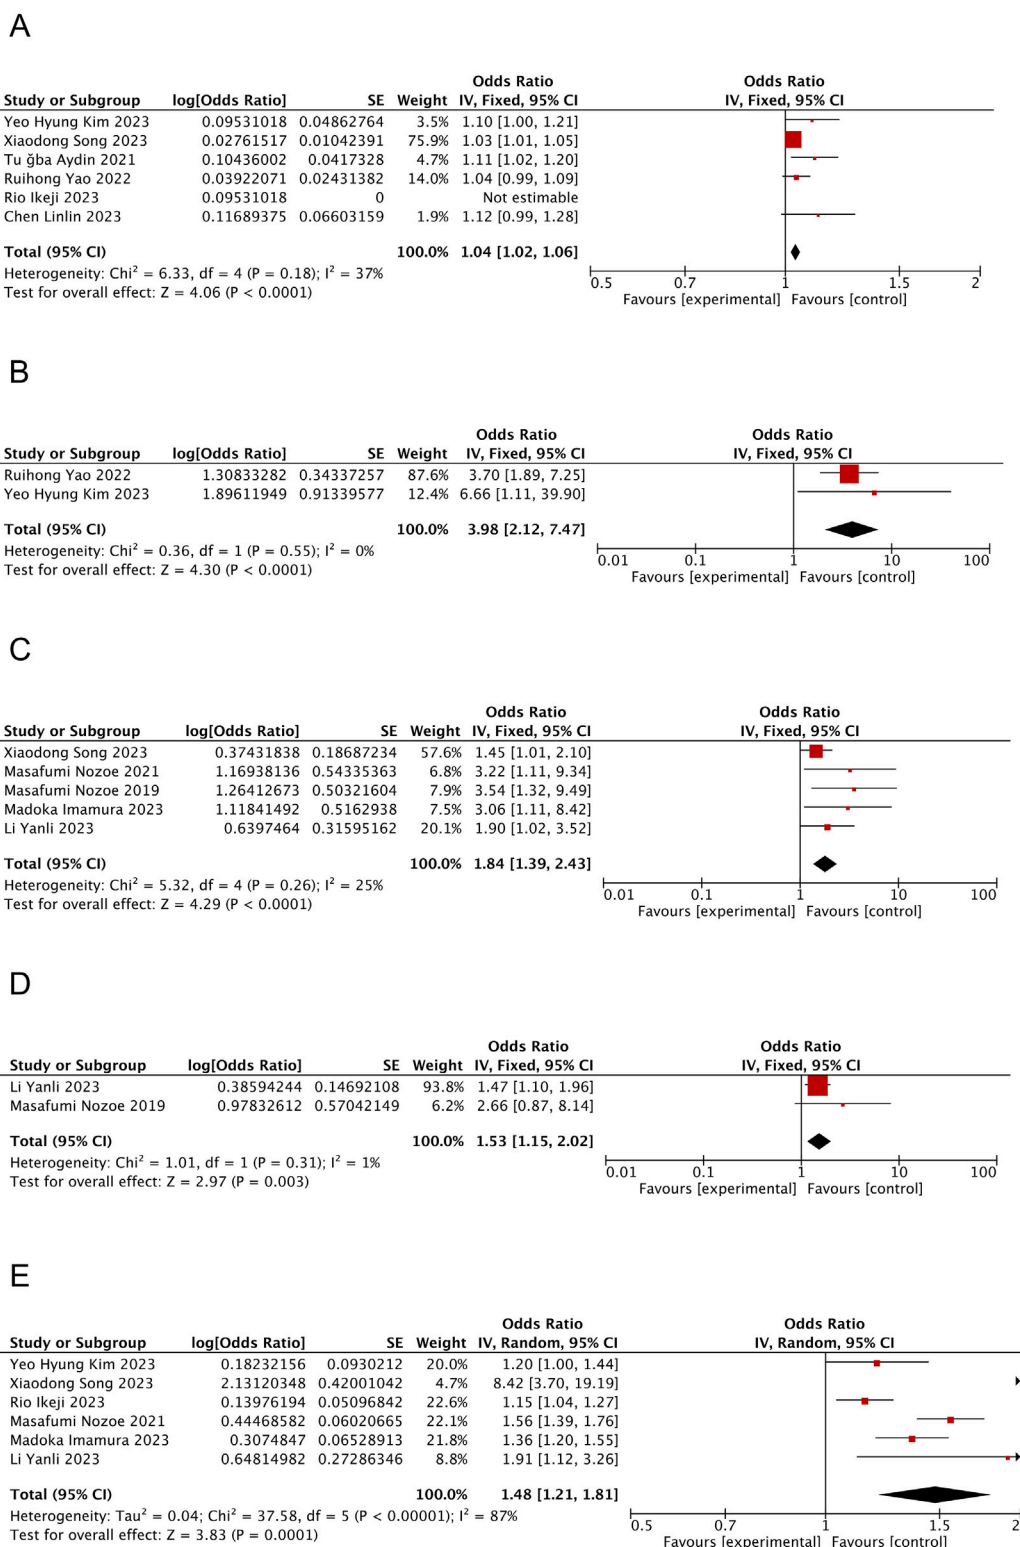 A
Odds Ratio Odds Ratio
Study or Subgroup log[Odds Ratio] SE Weight IV, Fixed, 95% CI IV, Fixed, 95% CI
Yeo Hyung Kim 2023 0.09531018 0.04862764 3.5% 1.10 [1.00, 1.21]
Xiaodong Song 2023 0.02761517 0.01042391 75.9% 1.03 [1.01, 1.05]
Tu ğba Aydin 2021 0.10436002 0.0417328 4.7% 1.11 [1.02, 1.20]
Ruihong Yao 2022 0.03922071 0.02431382 14.0% 1.04 [0.99, 1.09]
Rio Ikeji 2023 0.09531018 0 Not estimable
Chen Linlin 2023 0.11689375 0.06603159 1.9% 1.12 [0.99, 1.28]
Total (95% CI) 100.0% 1.04 [1.02, 1.06]
Heterogeneity: Chi² = 6.33, df = 4 (P = 0.18); I² = 37%
Test for overall effect: Z = 4.06 (P < 0.0001)
0.5 0.7 1 1.5 2
Favours [experimental] Favours [control]
B
Odds Ratio Odds Ratio
Study or Subgroup log[Odds Ratio] SE Weight IV, Fixed, 95% CI IV, Fixed, 95% CI
Ruihong Yao 2022 1.30833282 0.34337257 87.6% 3.70 [1.89, 7.25]
Yeo Hyung Kim 2023 1.89611949 0.91339577 12.4% 6.66 [1.11, 39.90]
Total (95% CI) 100.0% 3.98 [2.12, 7.47]
Heterogeneity: Chi² = 0.36, df = 1 (P = 0.55); I² = 0%
Test for overall effect: Z = 4.30 (P < 0.0001)
0.01 0.1 1 10 100
Favours [experimental] Favours [control]
C
Odds Ratio Odds Ratio
Study or Subgroup log[Odds Ratio] SE Weight IV, Fixed, 95% CI IV, Fixed, 95% CI
Xiaodong Song 2023 0.37431838 0.18687234 57.6% 1.45 [1.01, 2.10]
Masafumi Nozoe 2021 1.16938136 0.54335363 6.8% 3.22 [1.11, 9.34]
Masafumi Nozoe 2019 1.26412673 0.50321604 7.9% 3.54 [1.32, 9.49]
Madoka Imamura 2023 1.11841492 0.5162938 7.5% 3.06 [1.11, 8.42]
Li Yanli 2023 0.6397464 0.31595162 20.1% 1.90 [1.02, 3.52]
Total (95% CI) 100.0% 1.84 [1.39, 2.43]
Heterogeneity: Chi² = 5.32, df = 4 (P = 0.26); I² = 25%
Test for overall effect: Z = 4.29 (P < 0.0001)
0.01 0.1 1 10 100
Favours [experimental] Favours [control]
D
Odds Ratio Odds Ratio
Study or Subgroup log[Odds Ratio] SE Weight IV, Fixed, 95% CI IV, Fixed, 95% CI
Li Yanli 2023 0.38594244 0.14692108 93.8% 1.47 [1.10, 1.96]
Masafumi Nozoe 2019 0.97832612 0.57042149 6.2% 2.66 [0.87, 8.14]
Total (95% CI) 100.0% 1.53 [1.15, 2.02]
Heterogeneity: Chi² = 1.01, df = 1 (P = 0.31); I² = 1%
Test for overall effect: Z = 2.97 (P = 0.003)
0.01 0.1 1 10 100
Favours [experimental] Favours [control]
E
Odds Ratio Odds Ratio
Study or Subgroup log[Odds Ratio] SE Weight IV, Random, 95% CI IV, Random, 95% CI
Yeo Hyung Kim 2023 0.18232156 0.0930212 20.0% 1.20 [1.00, 1.44]
Xiaodong Song 2023 2.13120348 0.42001042 4.7% 8.42 [3.70, 19.19]
Rio Ikeji 2023 0.13976194 0.05096842 22.6% 1.15 [1.04, 1.27]
Masafumi Nozoe 2021 0.44468582 0.06020665 22.1% 1.56 [1.39, 1.76]
Madoka Imamura 2023 0.3074847 0.06528913 21.8% 1.36 [1.20, 1.55]
Li Yanli 2023 0.64814982 0.27286346 8.8% 1.91 [1.12, 3.26]
Total (95% CI) 100.0% 1.48 [1.21, 1.81]
Heterogeneity: Tau² = 0.04; Chi² = 37.58, df = 5 (P < 0.00001); I² = 87%
Test for overall effect: Z = 3.83 (P = 0.0001)
0.5 0.7 1 1.5 2
Favours [experimental] Favours [control]